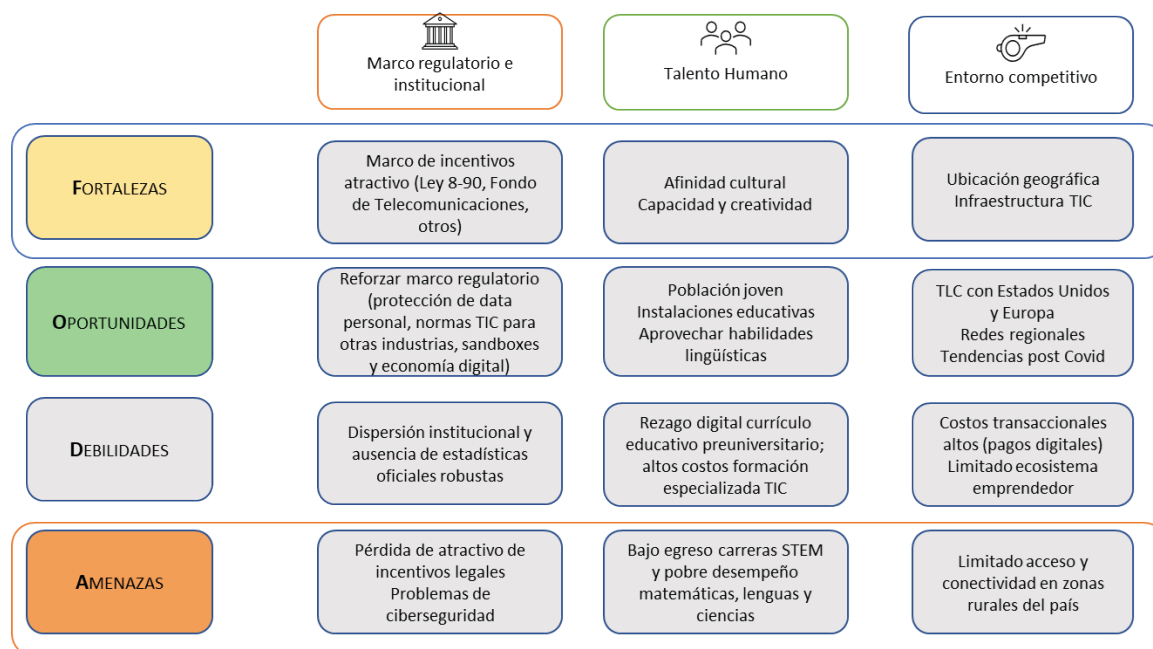 Marco regulatorio e
institucional
Talento Humano
Entorno competitivo
FORTALEZAS
Marco de incentivos
atractivo (Ley 8-90, Fondo
de Telecomunicaciones,
otros)
Afinidad cultural
Capacidad y creatividad
Ubicación geográfica
Infraestructura TIC
OPORTUNIDADES
Reforzar marco regulatorio
(protección de data
personal, normas TIC para
otras industrias, sandboxes
y economía digital)
Población joven
Instalaciones educativas
Aprovechar habilidades
lingüísticas
TLC con Estados Unidos
y Europa
Redes regionales
Tendencias post Covid
DEBILIDADES
Dispersión institucional y
ausencia de estadísticas
oficiales robustas
Rezago digital currículo
educativo preuniversitario;
altos costos formación
especializada TIC
Costos transaccionales
altos (pagos digitales)
Limitado ecosistema
emprendedor
AMENAZAS
Pérdida de atractivo de
incentivos legales
Problemas de
ciberseguridad
Bajo egreso carreras STEM
y pobre desempeño
matemáticas, lenguas y
ciencias
Limitado acceso y
conectividad en zonas
rurales del país